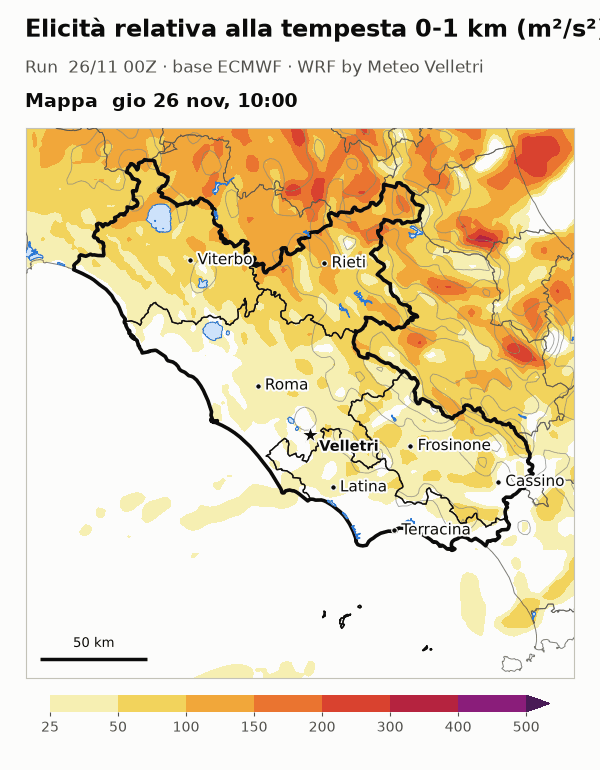 Elicità relativa alla tempesta 0-1 km (m²/s²)
Run 26/11 00Z · base ECMWF · WRF by Meteo Velletri
Mappa gio 26 nov, 10:00
Viterbo
Rieti
Roma
Velletri
Frosinone
Latina
Cassino
Terracina
50 km
25 50 100 150 200 300 400 500